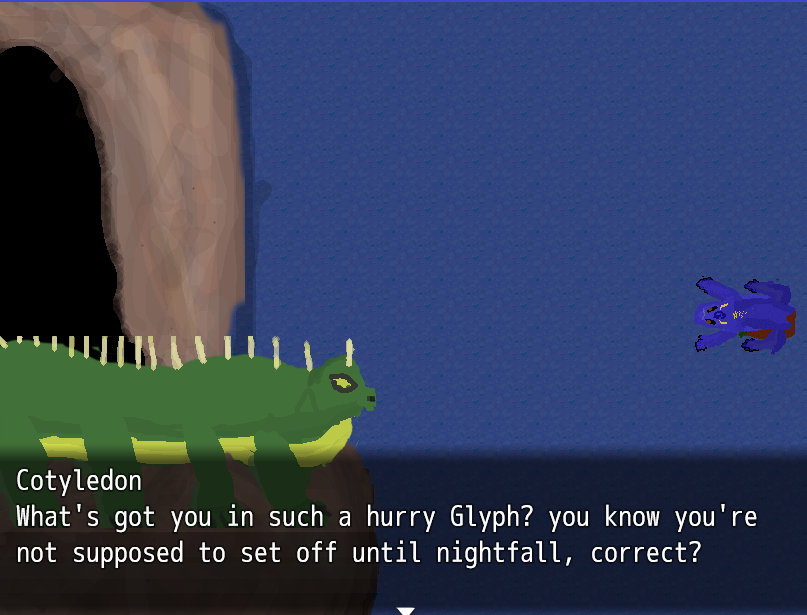 Cotyledon
What's got you in such a hurry Glyph? you know you're
not supposed to set off until nightfall, correct?